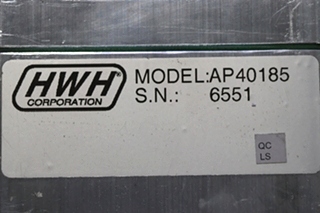 HWH
CORPORATION
MODEL:AP40185
S.N.: 6551
QC
LS